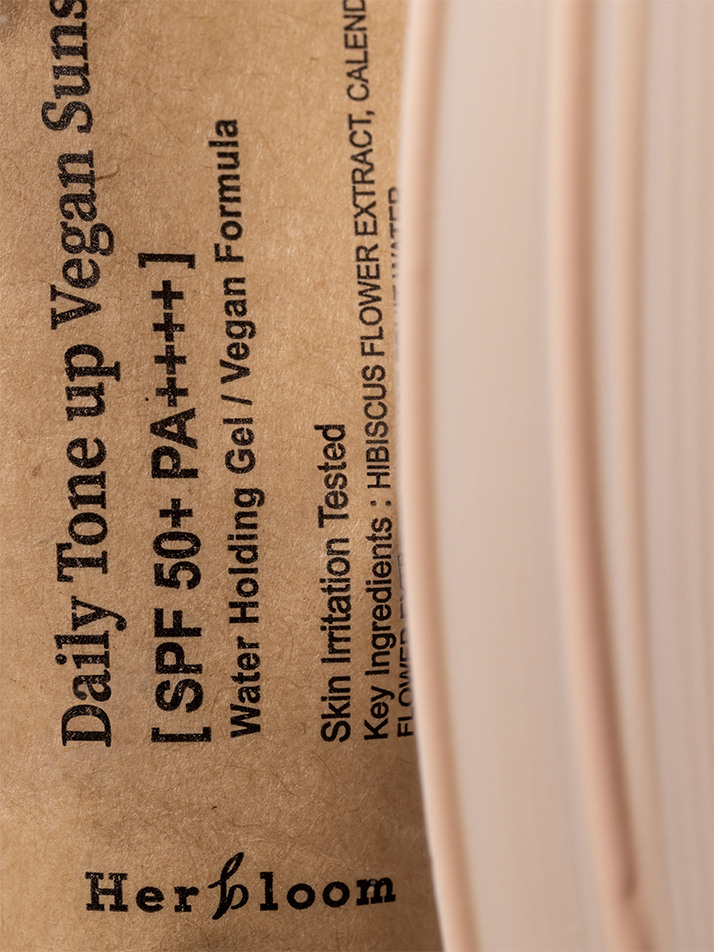 Daily Tone up Vegan Suns
[ SPF 50+ PA++++ ]
Water Holding Gel / Vegan Formula
Skin Irritation Tested
Key Ingredients : HIBISCUS FLOWER EXTRACT, CALEND
FLOWER
Herbloom